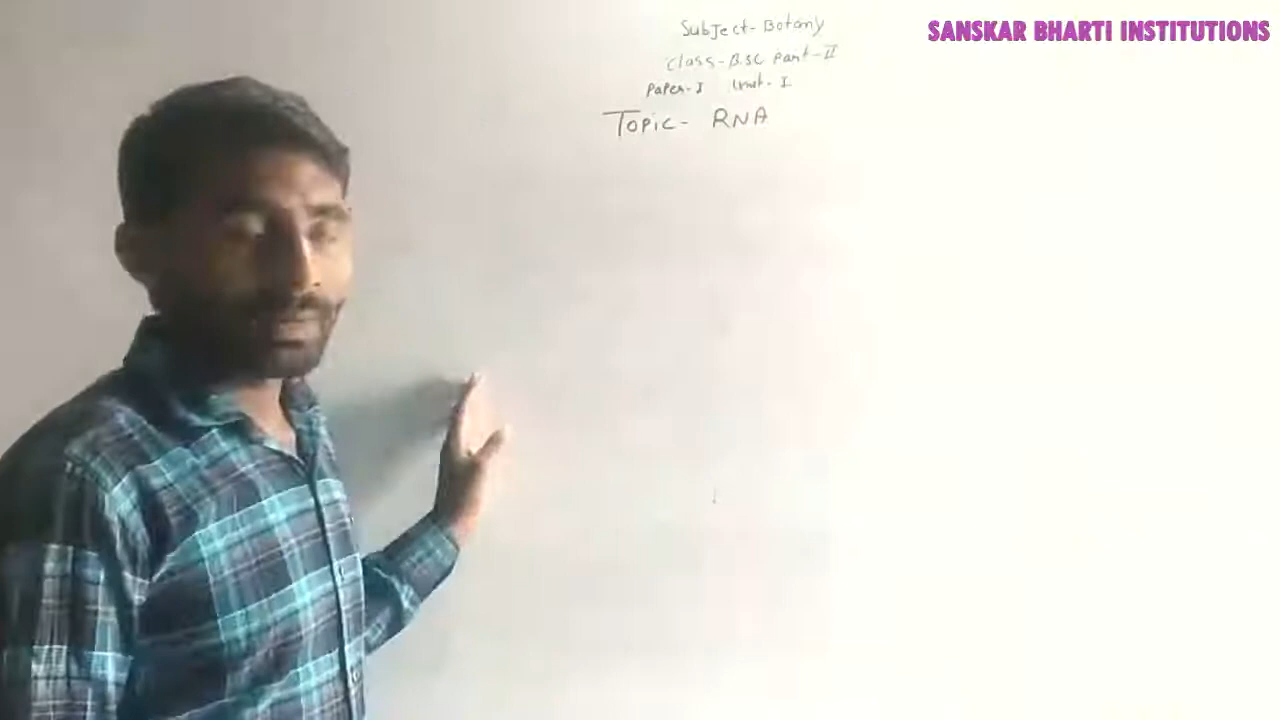 SANSKAR BHARTI INSTITUTIONS
Subject-Botany
Class-B.SC Part-II
Paper-I Unit-I
Topic- RNA